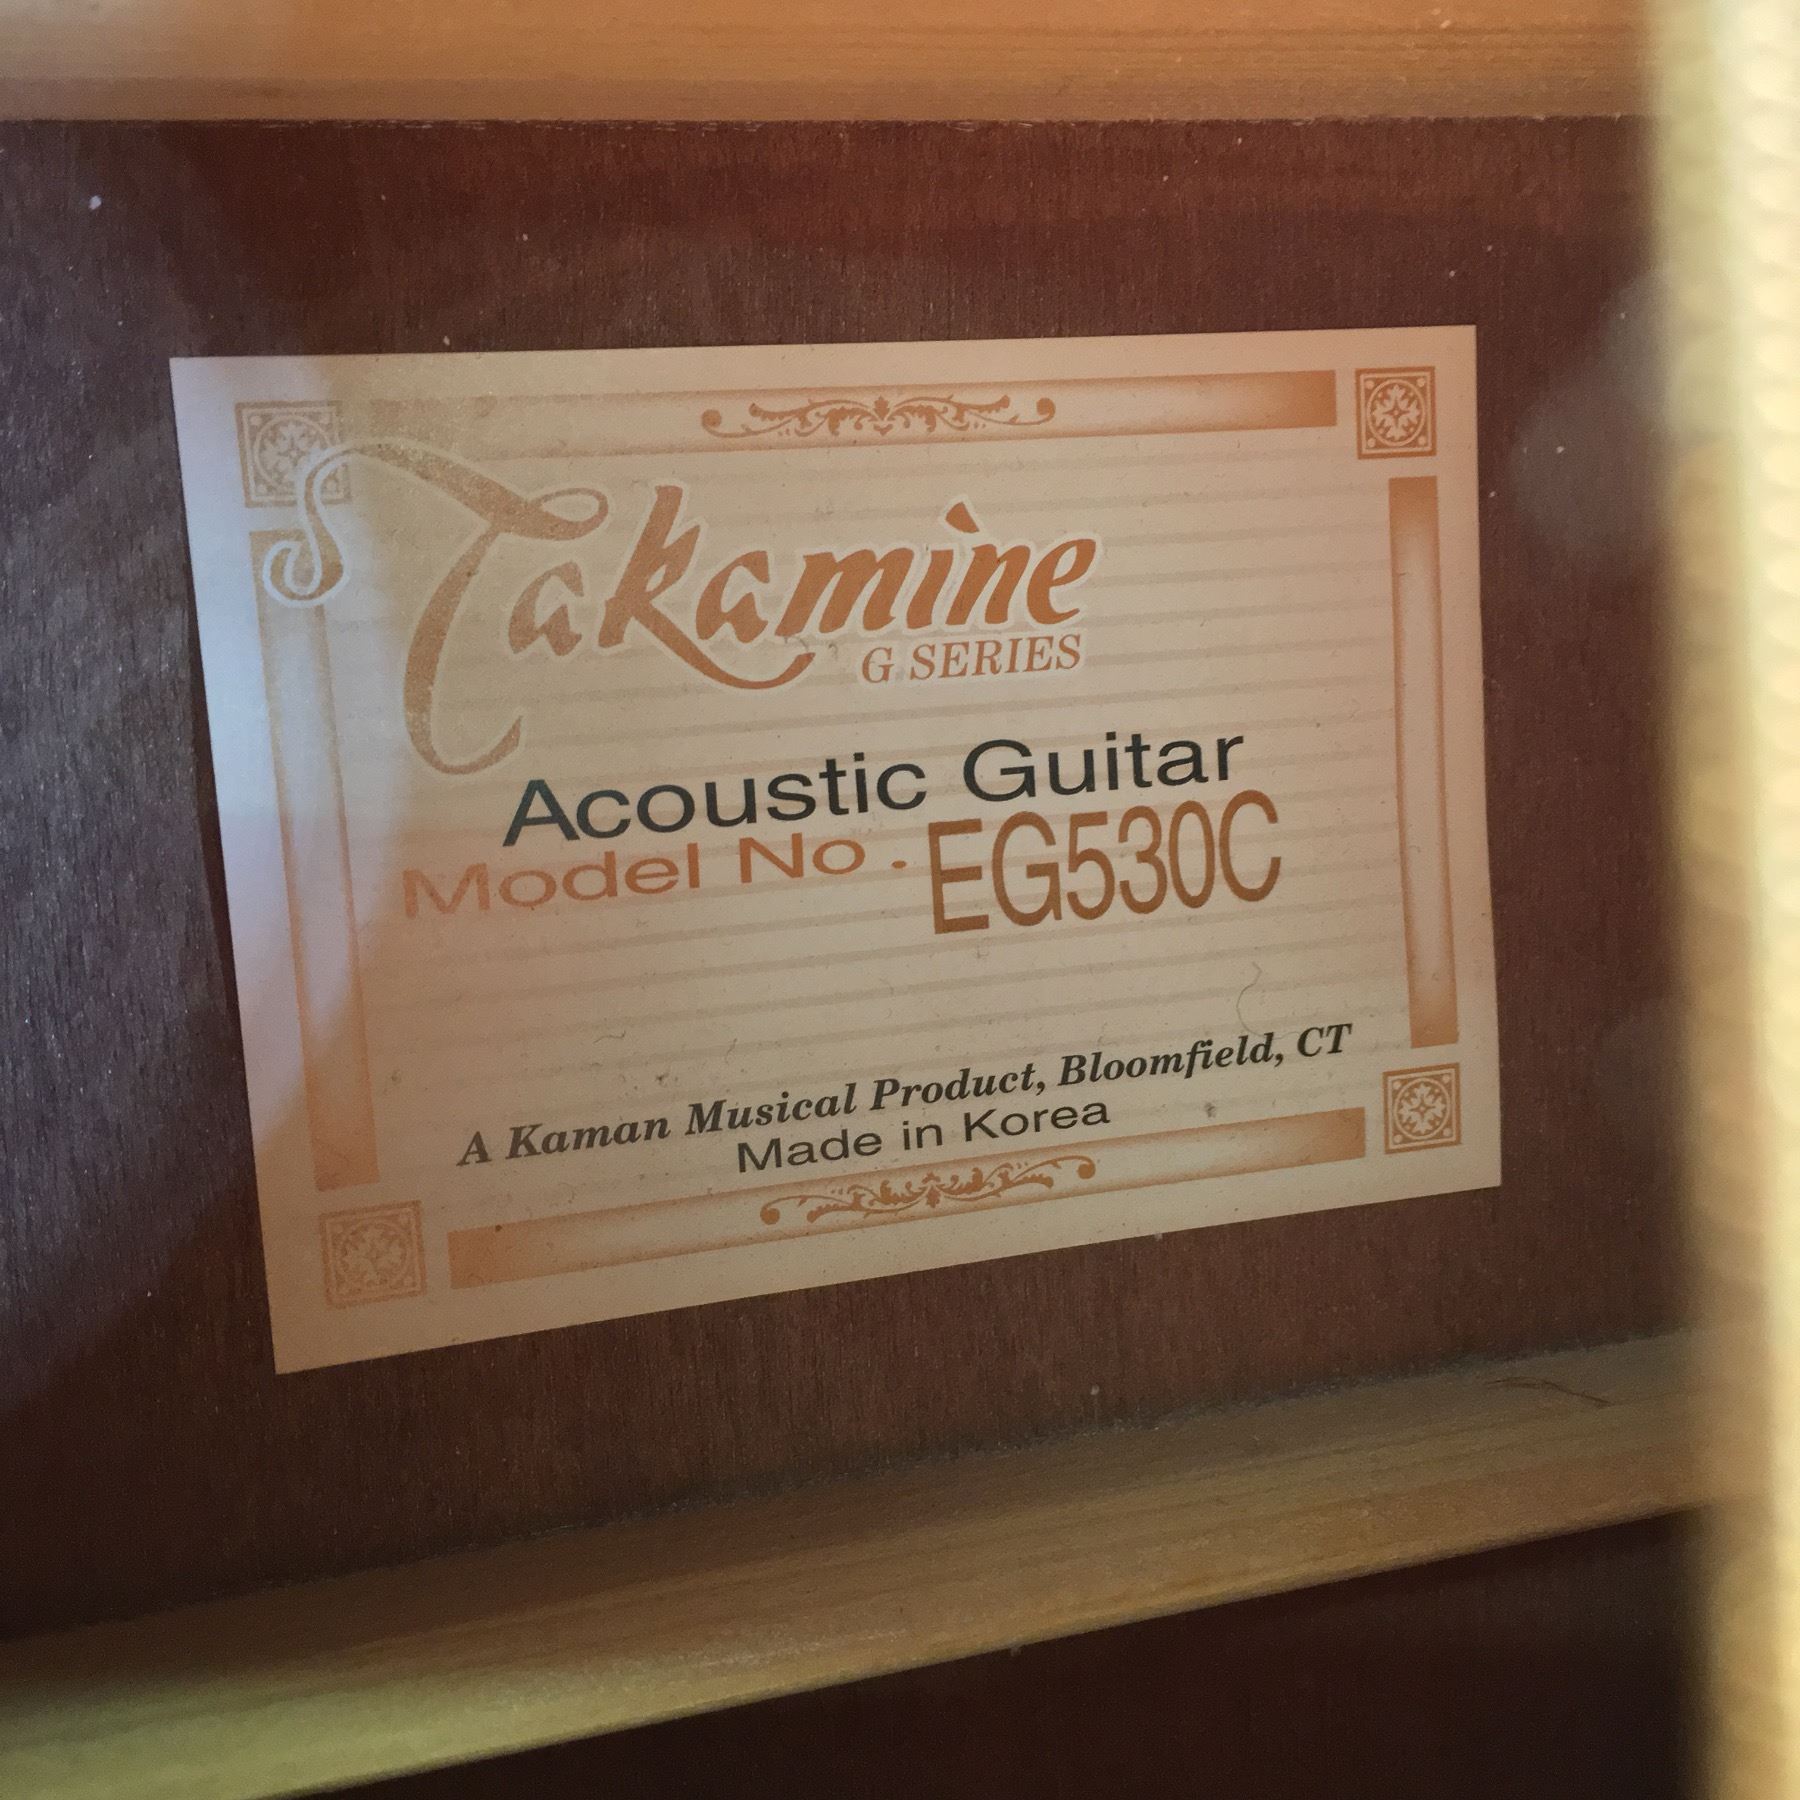 Takamine
G SERIES
Acoustic Guitar
Model No. EG530C
A Kaman Musical Product, Bloomfield, CT
Made in Korea